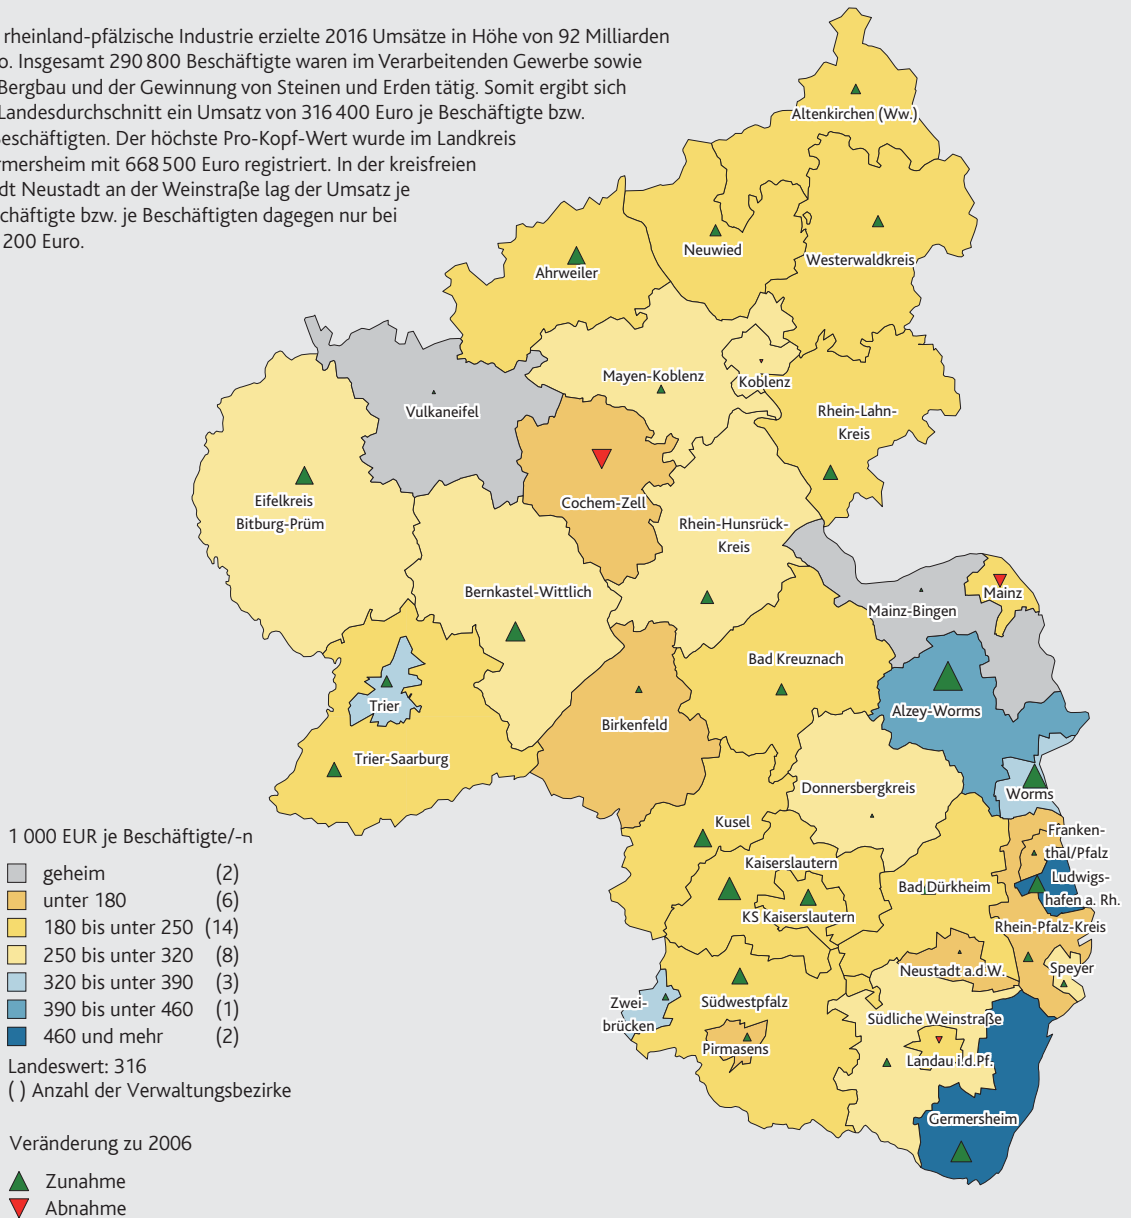 rheinland-pfälzische Industrie erzielte 2016 Umsätze in Höhe von 92 Milliarden
o. Insgesamt 290 800 Beschäftigte waren im Verarbeitenden Gewerbe sowie
Bergbau und der Gewinnung von Steinen und Erden tätig. Somit ergibt sich
Landesdurchschnitt ein Umsatz von 316 400 Euro je Beschäftigte bzw.
Beschäftigten. Der höchste Pro-Kopf-Wert wurde im Landkreis
rmersheim mit 668 500 Euro registriert. In der kreisfreien
dt Neustadt an der Weinstraße lag der Umsatz je
chäftigte bzw. je Beschäftigten dagegen nur bei
200 Euro.
Altenkirchen (Ww.)
Neuwied
Westerwaldkreis
Ahrweiler
Mayen-Koblenz
Koblenz
Vulkaneifel
Rhein-Lahn-
Kreis
Eifelkreis
Bitburg-Prüm
Cochem-Zell
Rhein-Hunsrück-
Kreis
Bernkastel-Wittlich
Mainz
Mainz-Bingen
Bad Kreuznach
Trier
Alzey-Worms
Birkenfeld
Trier-Saarburg
Donnersbergkreis
Worms
Kusel
Franken-
thal/Pfalz
Kaiserslautern
Ludwigs-
hafen a. Rh.
Bad Dürkheim
KS Kaiserslautern
Rhein-Pfalz-Kreis
Neustadt a.d.W.
Speyer
Zwei-
brücken
Südwestpfalz
Südliche Weinstraße
Pirmasens
Landau i.d.Pf.
Germersheim
1 000 EUR je Beschäftigte/-n
geheim (2)
unter 180 (6)
180 bis unter 250 (14)
250 bis unter 320 (8)
320 bis unter 390 (3)
390 bis unter 460 (1)
460 und mehr (2)
Landeswert: 316
( ) Anzahl der Verwaltungsbezirke
Veränderung zu 2006
Zunahme
Abnahme